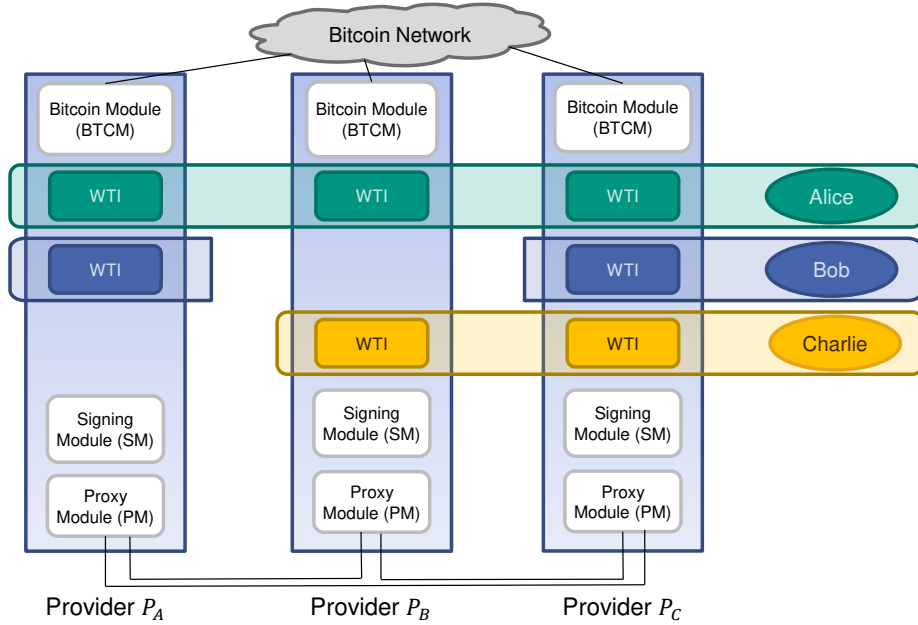 Bitcoin Network
Bitcoin Module
(BTCM)
Bitcoin Module
(BTCM)
Bitcoin Module
(BTCM)
WTI
WTI
WTI
Alice
WTI
WTI
Bob
WTI
WTI
Charlie
Signing
Module (SM)
Signing
Module (SM)
Signing
Module (SM)
Proxy
Module (PM)
Proxy
Module (PM)
Proxy
Module (PM)
Provider P_A
Provider P_B
Provider P_C